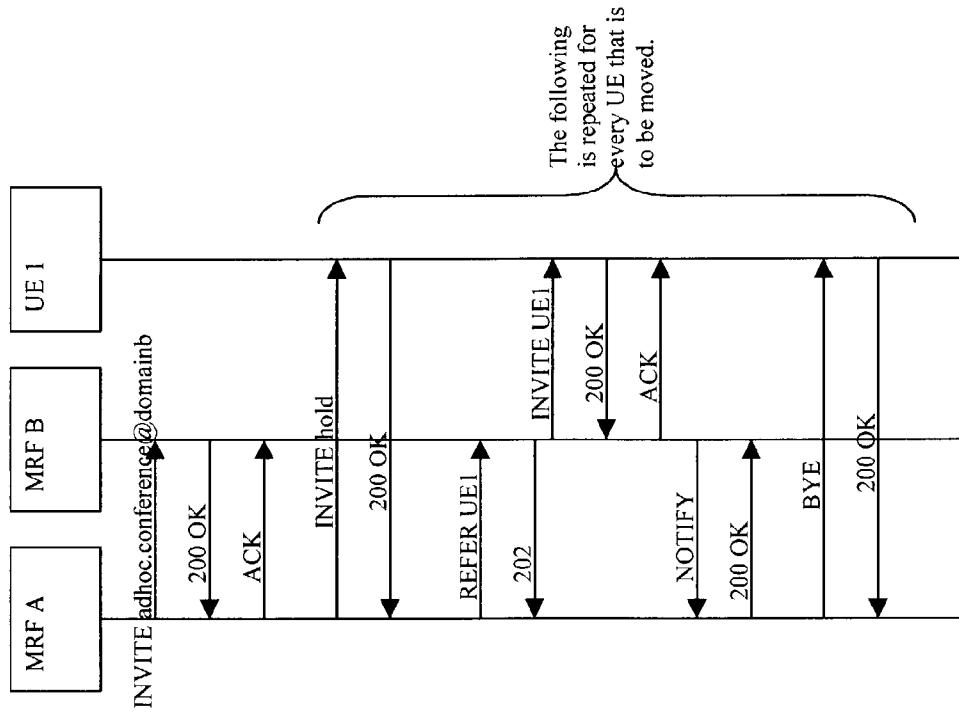 MRF A
MRF B
UE 1
INVITE adhoc.conference@domainb
200 OK
ACK
INVITE hold
200 OK
REFER UE1
202
INVITE UE1
200 OK
ACK
NOTIFY
200 OK
BYE
200 OK
The following
is repeated for
every UE that is
to be moved.